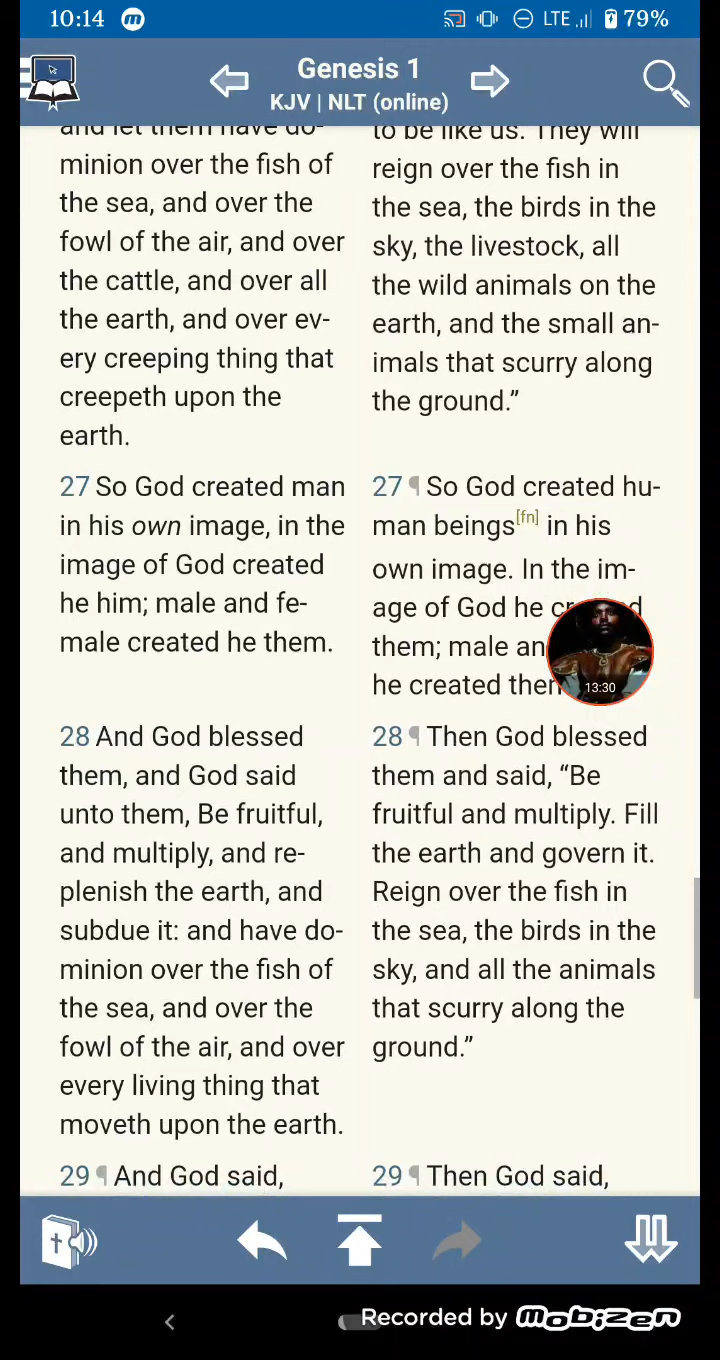 10:14 m LTE 79%
Genesis 1
KJV | NLT (online)
and let them have do-
minion over the fish of
the sea, and over the
fowl of the air, and over
the cattle, and over all
the earth, and over ev-
ery creeping thing that
creepeth upon the
earth.
27 So God created man
in his own image, in the
image of God created
he him; male and fe-
male created he them.
28 And God blessed
them, and God said
unto them, Be fruitful,
and multiply, and re-
plenish the earth, and
subdue it: and have do-
minion over the fish of
the sea, and over the
fowl of the air, and over
every living thing that
moveth upon the earth.
29 ¶ And God said,
to be like us. They will
reign over the fish in
the sea, the birds in the
sky, the livestock, all
the wild animals on the
earth, and the small an-
imals that scurry along
the ground.”
27 ¶ So God created hu-
man beings[fn] in his
own image. In the im-
age of God he
them; male
he created
28 ¶ Then God blessed
them and said, “Be
fruitful and multiply. Fill
the earth and govern it.
Reign over the fish in
the sea, the birds in the
sky, and all the animals
that scurry along the
ground.”
29 ¶ Then God said,
13:30
Recorded by mobizen